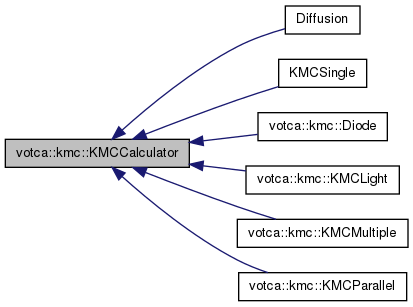 Diffusion
KMCSingle
votca::kmc::Diode
votca::kmc::KMCCalculator
votca::kmc::KMCLight
votca::kmc::KMCMultiple
votca::kmc::KMCParallel